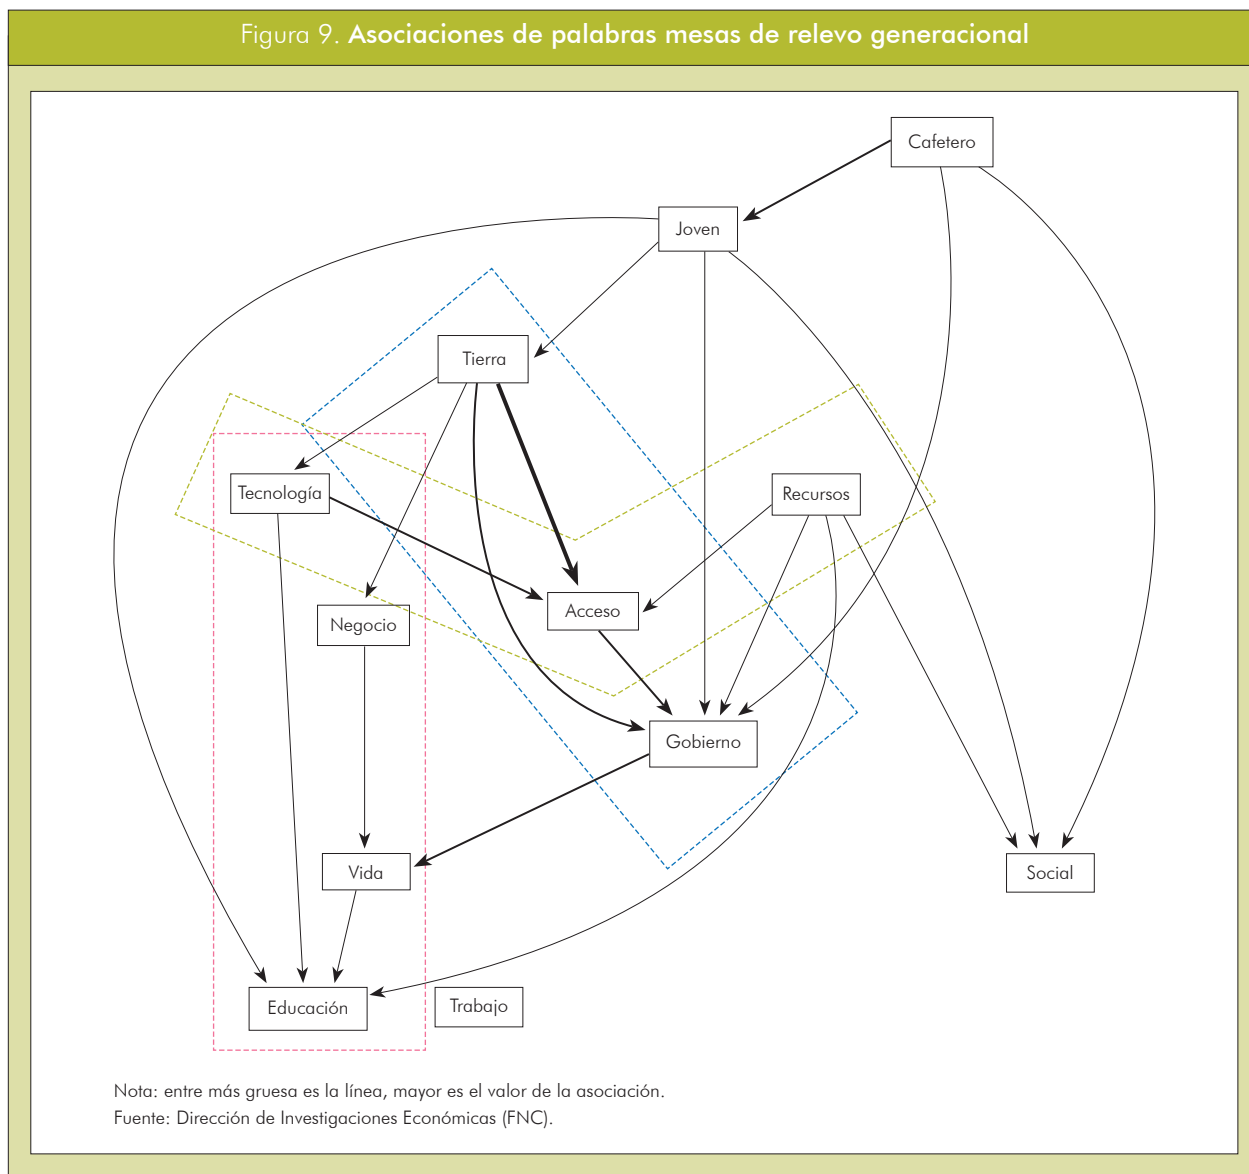 Figura 9. Asociaciones de palabras mesas de relevo generacional
Cafetero
Joven
Tierra
Tecnología
Recursos
Acceso
Negocio
Gobierno
Vida
Social
Educación
Trabajo
Nota: entre más gruesa es la línea, mayor es el valor de la asociación.
Fuente: Dirección de Investigaciones Económicas (FNC).